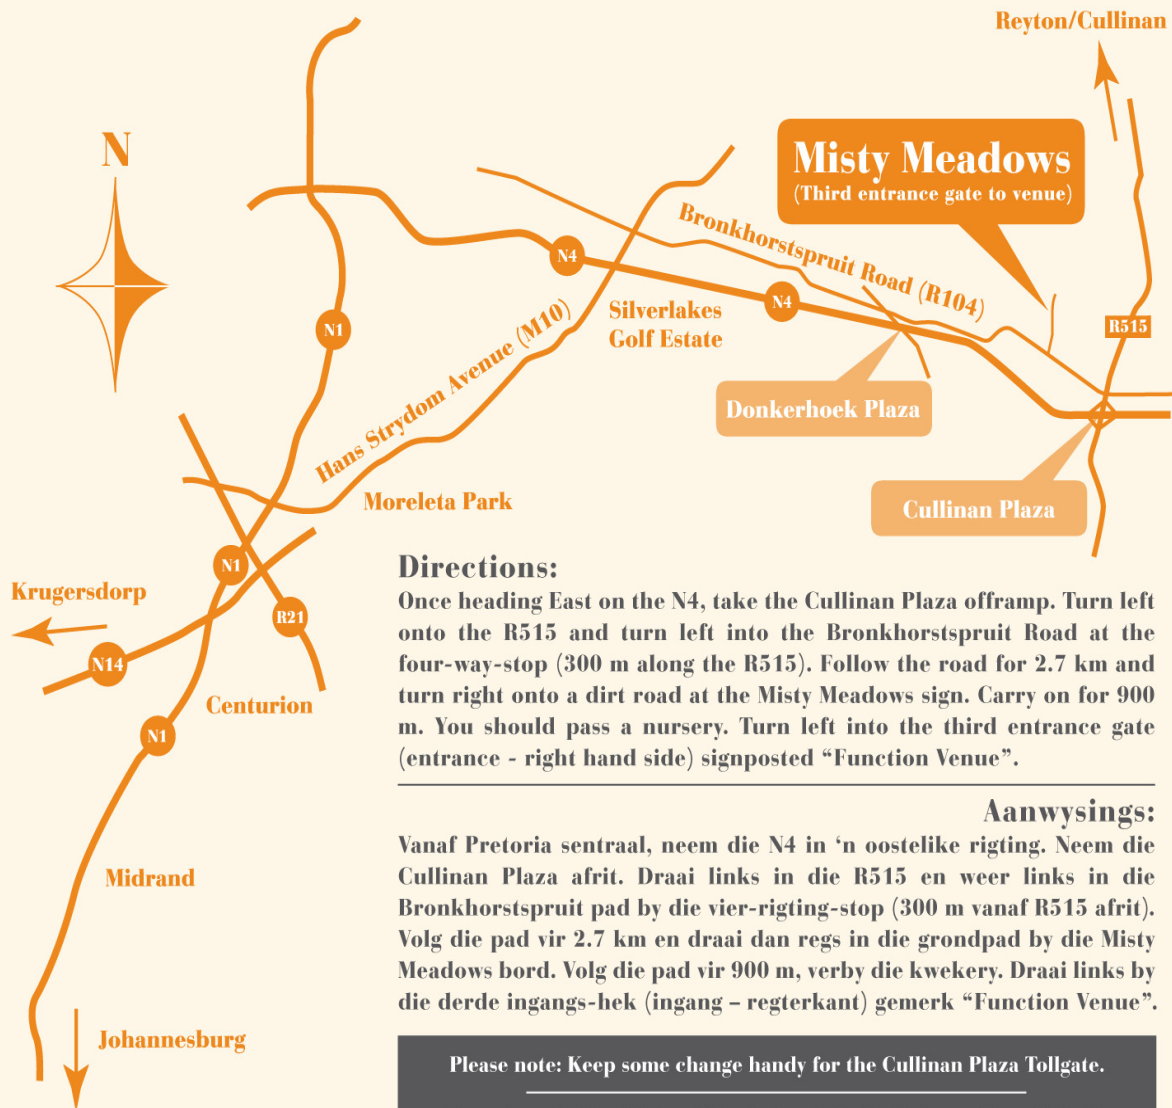 Reyton/Cullinan
N
Misty Meadows
(Third entrance gate to venue)
Bronkhorstspruit Road (R104)
N4
N4
Silverlakes
Golf Estate
N1
R515
Hans Strydom Avenue (M10)
Donkerhoek Plaza
Moreleta Park
Cullinan Plaza
N1
Krugersdorp
R21
N14
Centurion
N1
Midrand
Johannesburg
Directions:
Once heading East on the N4, take the Cullinan Plaza offramp. Turn left
onto the R515 and turn left into the Bronkhorstspruit Road at the
four-way-stop (300 m along the R515). Follow the road for 2.7 km and
turn right onto a dirt road at the Misty Meadows sign. Carry on for 900
m. You should pass a nursery. Turn left into the third entrance gate
(entrance - right hand side) signposted “Function Venue”.
Aanwysings:
Vanaf Pretoria sentraal, neem die N4 in ‘n oostelike rigting. Neem die
Cullinan Plaza afrit. Draai links in die R515 en weer links in die
Bronkhorstspruit pad by die vier-rigting-stop (300 m vanaf R515 afrit).
Volg die pad vir 2.7 km en draai dan regs in die grondpad by die Misty
Meadows bord. Volg die pad vir 900 m, verby die kwekery. Draai links by
die derde ingangs-hek (ingang – regterkant) gemerk “Function Venue”.
Please note: Keep some change handy for the Cullinan Plaza Tollgate.